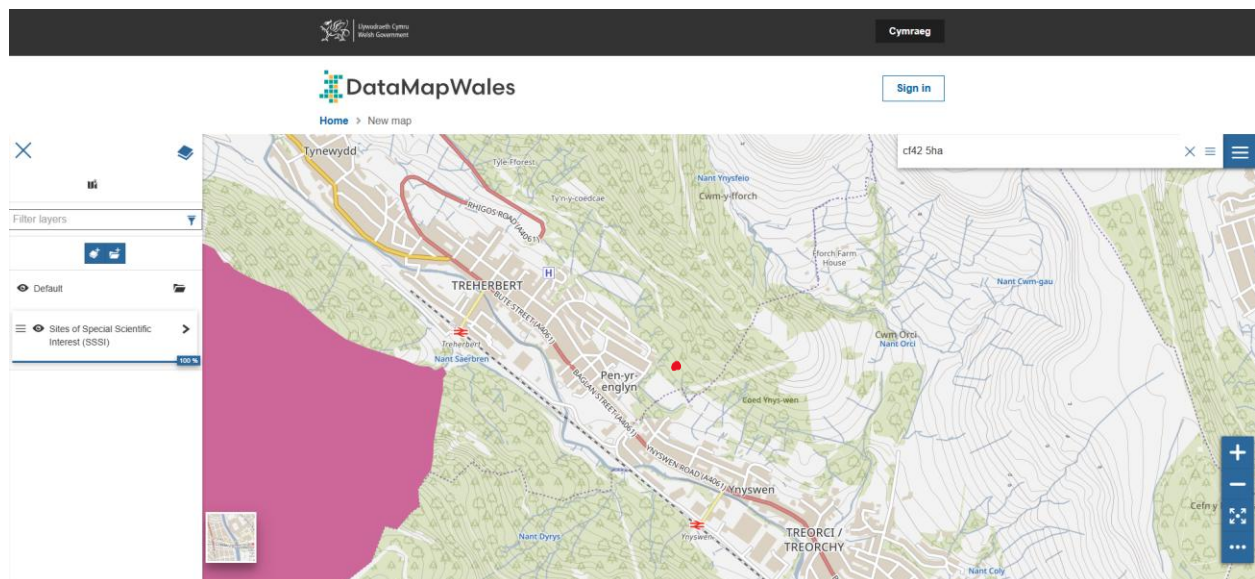 Llywodraeth Cymru
Welsh Government
Cymraeg
DataMapWales
Sign in
Home > New map
cf42 5ha
Filter layers
Default
Sites of Special Scientific
Interest (SSSI)
100 %
Tynewydd
Tyle-Fforest
Ty'n-y-coedcae
RHIGOS ROAD (A4061)
Nant Ynysfeio
Cwm-y-fforch
Fforch Farm
House
Nant Cwm-gau
H
TREHERBERT
BUTE STREET (A4061)
Treherbert
Nant Saerbren
Cwm Orci
Nant Orci
Pen-yr-
englyn
BAGLAN STREET (A4061)
Coed Ynys-wen
YNYSWEN ROAD (A4061)
Ynyswen
Cefn y
TREORCI /
TREORCHY
Nant Dyrys
Ynyswen
Nant Coly